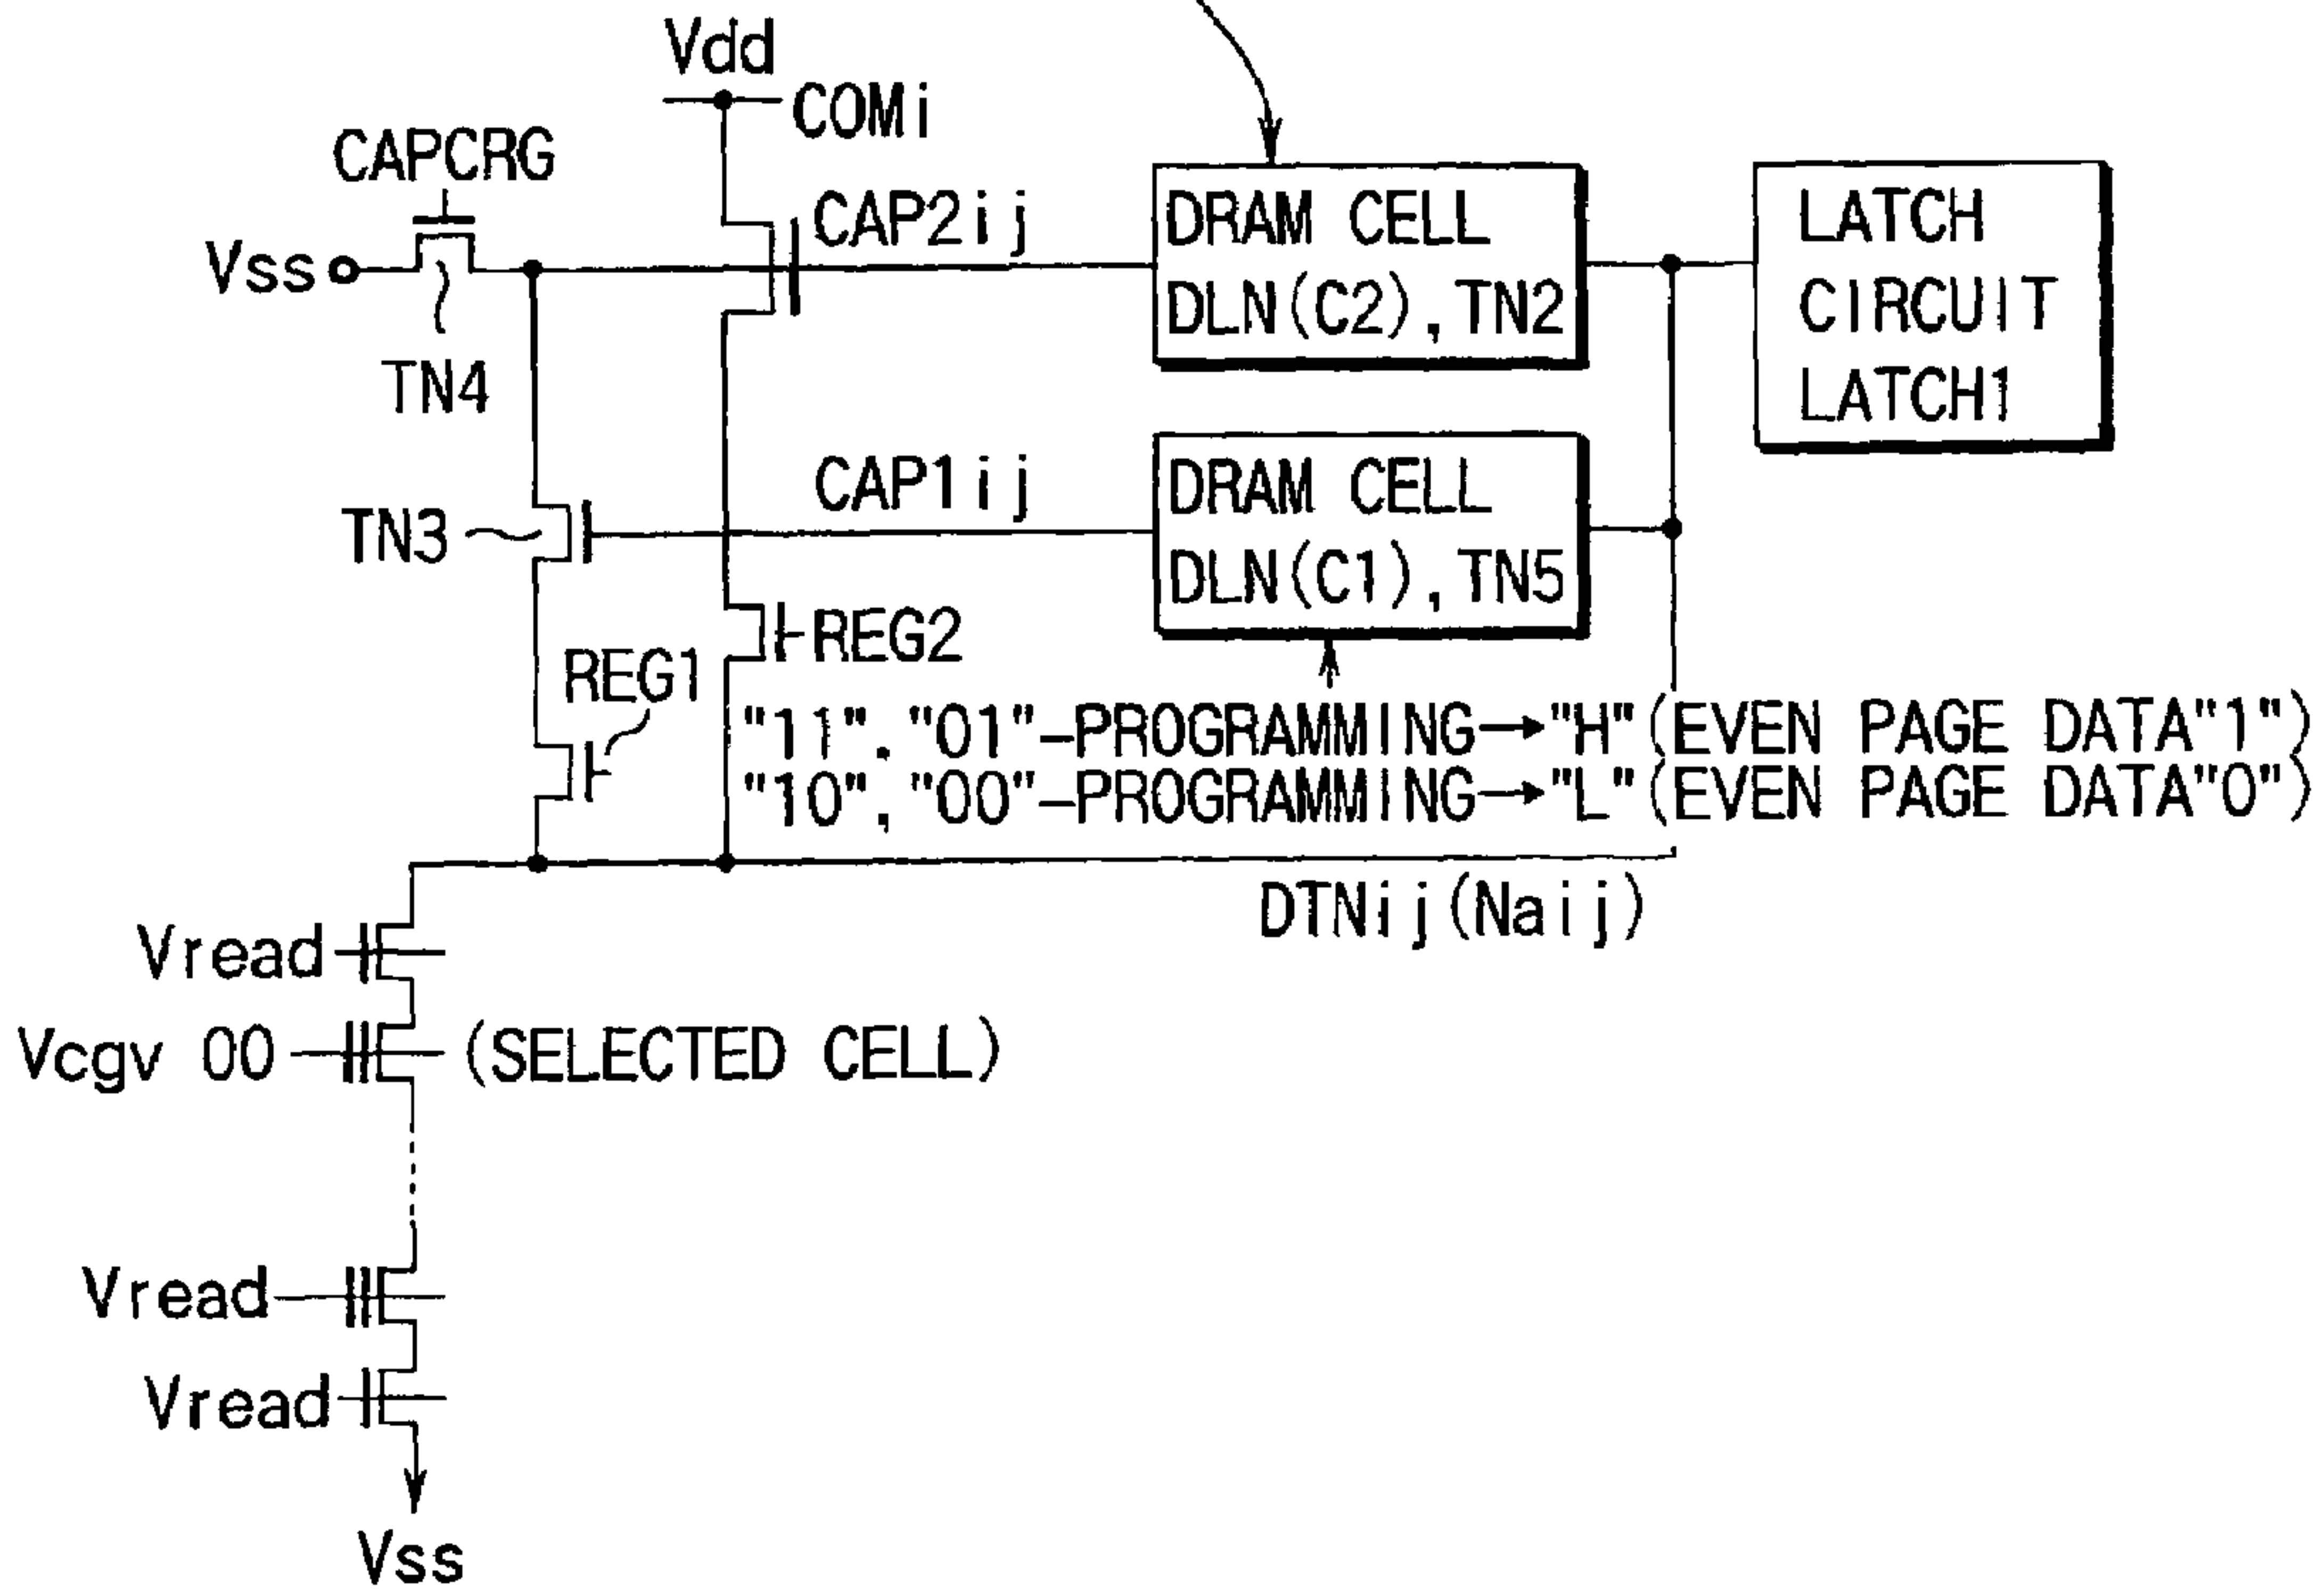 Vdd
COMi
CAPCRG
CAP2ij
Vss
TN4
DRAM CELL
DLN(C2), TN2
LATCH
CIRCUIT
LATCH1
CAP1ij
TN3
DRAM CELL
DLN(C1), TN5
REG2
REG1
"11", "01"-PROGRAMMING→"H"(EVEN PAGE DATA"1")
"10", "00"-PROGRAMMING→"L"(EVEN PAGE DATA"0")
DTNij(Naij)
Vread
Vcgv 00
(SELECTED CELL)
Vread
Vread
Vss